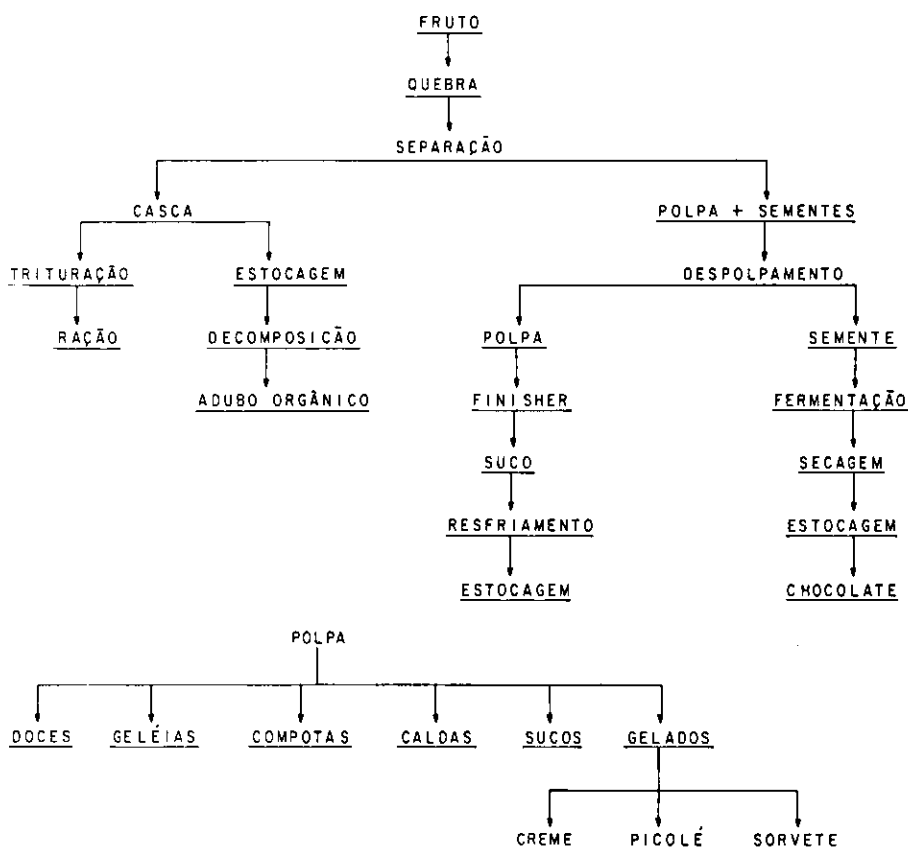 FRUTO
QUEBRA
SEPARAÇÃO
CASCA POLPA + SEMENTES
TRITURAÇÃO ESTOCAGEM DESPOLPAMENTO
RAÇÃO DECOMPOSIÇÃO POLPA SEMENTE
ADUBO ORGÂNICO FINISHER FERMENTAÇÃO
SUCO SECAGEM
RESFRIAMENTO ESTOCAGEM
ESTOCAGEM CHOCOLATE
POLPA
DOCES GELÉIAS COMPOTAS CALDAS SUCOS GELADOS
CREME PICOLÉ SORVETE